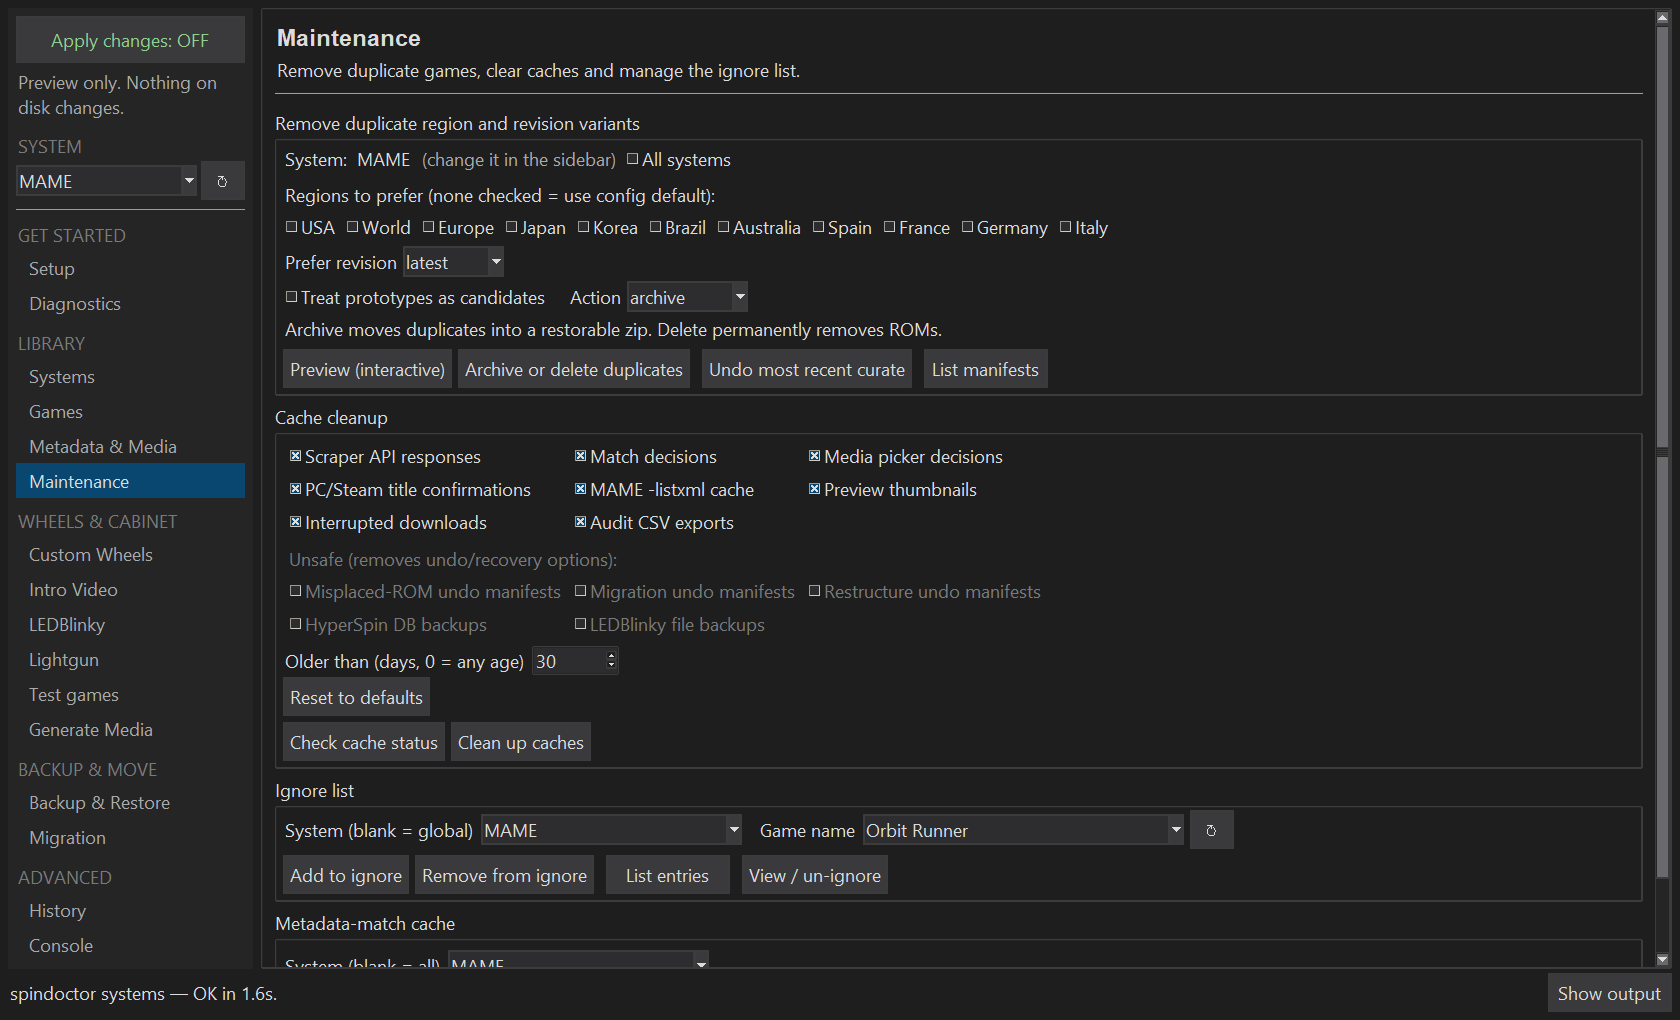 Apply changes: OFF
Preview only. Nothing on
disk changes.
SYSTEM
MAME
GET STARTED
Setup
Diagnostics
LIBRARY
Systems
Games
Metadata & Media
Maintenance
WHEELS & CABINET
Custom Wheels
Intro Video
LEDBlinky
Lightgun
Test games
Generate Media
BACKUP & MOVE
Backup & Restore
Migration
ADVANCED
History
Console
Maintenance
Remove duplicate games, clear caches and manage the ignore list.
Remove duplicate region and revision variants
System: MAME (change it in the sidebar) All systems
Regions to prefer (none checked = use config default):
USA World Europe Japan Korea Brazil Australia Spain France Germany Italy
Prefer revision latest
Treat prototypes as candidates Action archive
Archive moves duplicates into a restorable zip. Delete permanently removes ROMs.
Preview (interactive) Archive or delete duplicates Undo most recent curate List manifests
Cache cleanup
Scraper API responses Match decisions Media picker decisions
PC/Steam title confirmations MAME -listxml cache Preview thumbnails
Interrupted downloads Audit CSV exports
Unsafe (removes undo/recovery options):
Misplaced-ROM undo manifests Migration undo manifests Restructure undo manifests
HyperSpin DB backups LEDBlinky file backups
Older than (days, 0 = any age) 30
Reset to defaults
Check cache status Clean up caches
Ignore list
System (blank = global) MAME Game name Orbit Runner
Add to ignore Remove from ignore List entries View / un-ignore
Metadata-match cache
System (blank = all) MAME
spindoctor systems — OK in 1.6s.
Show output